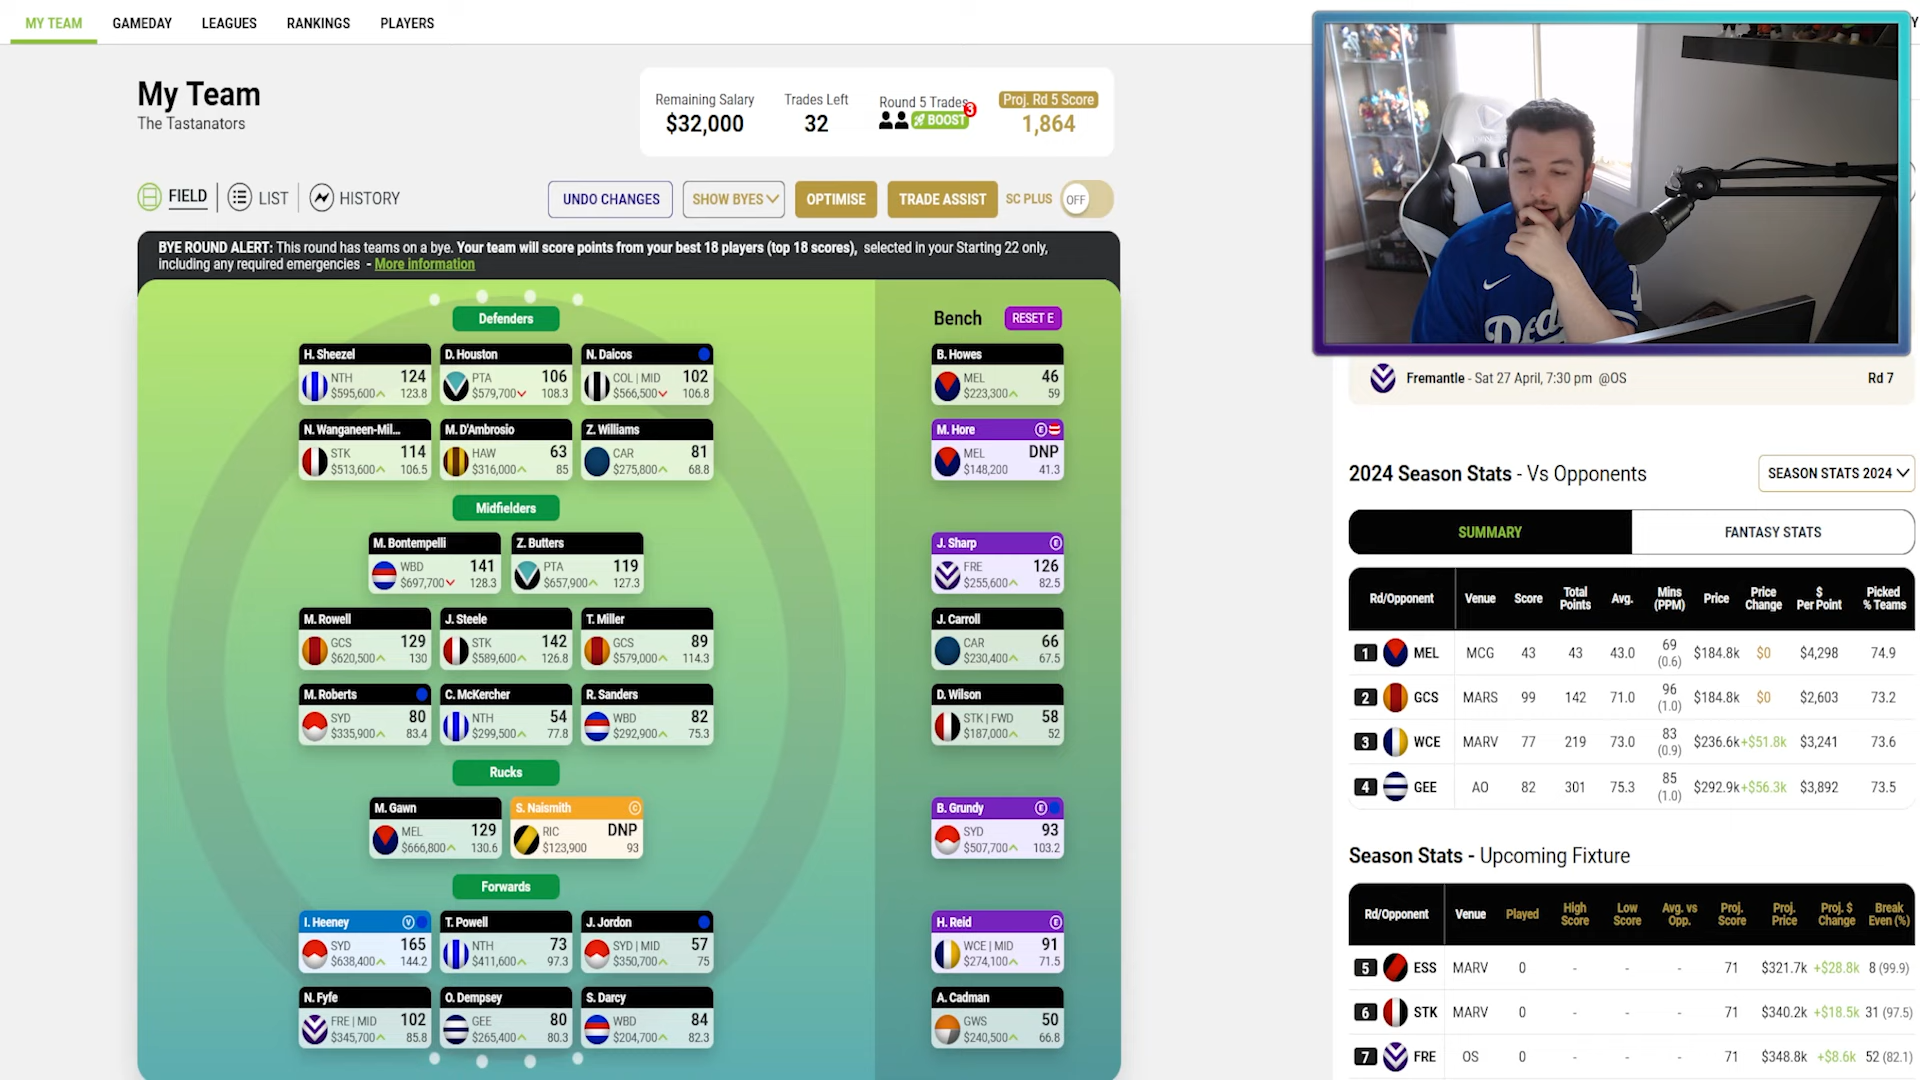 MY TEAM
GAMEDAY
LEAGUES
RANKINGS
PLAYERS
My Team
The Tastanators
Remaining Salary
$32,000
Trades Left
32
Round 5 Trades
3
BOOST
Proj. Rd 5 Score
1,864
FIELD
LIST
HISTORY
UNDO CHANGES
SHOW BYES
OPTIMISE
TRADE ASSIST
SC PLUS
OFF
BYE ROUND ALERT: This round has teams on a bye. Your team will score points from your best 18 players (top 18 scores), selected in your Starting 22 only,
including any required emergencies - More information
Defenders
Bench
RESET E
H. Sheezel
NTH 124
$595,600 123.8
D. Houston
PTA 106
$579,700 108.3
N. Daicos
COL | MID 102
$566,500 106.8
B. Howes
MEL 46
$223,300 59
N. Wanganeen-Mil...
STK 114
$513,600 106.5
M. D'Ambrosio
HAW 63
$316,000 85
Z. Williams
CAR 81
$275,800 68.8
M. Hore E
MEL DNP
$148,200 41.3
Midfielders
M. Bontempelli
WBD 141
$697,700 128.3
Z. Butters
PTA 119
$657,900 127.3
J. Sharp E
FRE 126
$255,600 82.5
M. Rowell
GCS 129
$620,500 130
J. Steele
STK 142
$589,600 126.8
T. Miller
GCS 89
$579,000 114.3
J. Carroll
CAR 66
$230,400 67.5
M. Roberts
SYD 80
$335,900 83.4
C. McKercher
NTH 54
$299,500 77.8
R. Sanders
WBD 82
$292,900 75.3
D. Wilson
STK | FWD 58
$187,000 52
Rucks
M. Gawn
MEL 129
$666,800 130.6
S. Naismith C
RIC DNP
$123,900 93
B. Grundy E
SYD 93
$507,700 103.2
Forwards
I. Heeney V
SYD 165
$638,400 144.2
T. Powell
NTH 73
$411,600 97.3
J. Jordon
SYD | MID 57
$350,700 75
H. Reid E
WCE | MID 91
$274,100 71.5
N. Fyfe
FRE | MID 102
$345,700 85.8
O. Dempsey
GEE 80
$265,400 80.3
S. Darcy
WBD 84
$204,700 82.3
A. Cadman
GWS 50
$240,500 66.8
Fremantle - Sat 27 April, 7:30 pm @OS Rd 7
2024 Season Stats - Vs Opponents
SEASON STATS 2024
SUMMARY
FANTASY STATS
Rd/Opponent Venue Score Total Points Avg. Mins (PPM) Price Price Change $ Per Point Picked % Teams
1 MEL MCG 43 43 43.0 69 (0.6) $184.8k $0 $4,298 74.9
2 GCS MARS 99 142 71.0 96 (1.0) $184.8k $0 $2,603 73.2
3 WCE MARV 77 219 73.0 83 (0.9) $236.6k +$51.8k $3,241 73.6
4 GEE AO 82 301 75.3 85 (1.0) $292.9k +$56.3k $3,892 73.5
Season Stats - Upcoming Fixture
Rd/Opponent Venue Played High Score Low Score Avg. vs Opp. Proj. Score Proj. Price Proj. $ Change Break Even (%)
5 ESS MARV 0 - - - 71 $321.7k +$28.8k 8 (99.9)
6 STK MARV 0 - - - 71 $340.2k +$18.5k 31 (97.5)
7 FRE OS 0 - - - 71 $348.8k +$8.6k 52 (82.1)